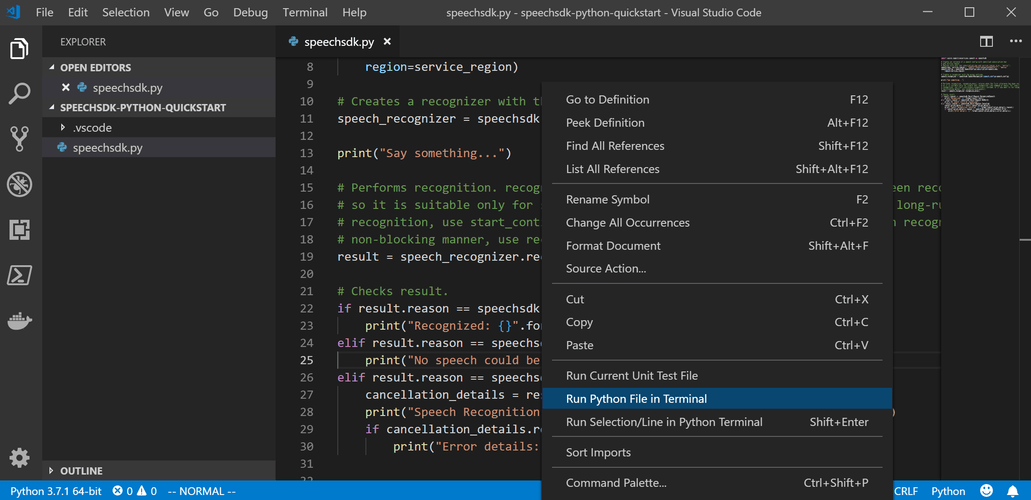 File Edit Selection View Go Debug Terminal Help speechsdk.py - speechsdk-python-quickstart - Visual Studio Code
EXPLORER
OPEN EDITORS
speechsdk.py
SPEECHSDK-PYTHON-QUICKSTART
.vscode
speechsdk.py
OUTLINE
speechsdk.py
8 region=service_region)
9
10 # Creates a recognizer with th
11 speech_recognizer = speechsdk
12
13 print("Say something...")
14
15 # Performs recognition. recog een reco
16 # so it is suitable only for long-ru
17 # recognition, use start_conti n recog
18 # non-blocking manner, use re
19 result = speech_recognizer.rec
20
21 # Checks result.
22 if result.reason == speechsdk
23 print("Recognized: {}".for
24 elif result.reason == speechs
25 print("No speech could be
26 elif result.reason == speechs
27 cancellation_details = res
28 print("Speech Recognition )
29 if cancellation_details.re
30 print("Error details:
31
Go to Definition F12
Peek Definition Alt+F12
Find All References Shift+F12
List All References Shift+Alt+F12
Rename Symbol F2
Change All Occurrences Ctrl+F2
Format Document Shift+Alt+F
Source Action...
Cut Ctrl+X
Copy Ctrl+C
Paste Ctrl+V
Run Current Unit Test File
Run Python File in Terminal
Run Selection/Line in Python Terminal Shift+Enter
Sort Imports
Command Palette... Ctrl+Shift+P
Python 3.7.1 64-bit 0 0 -- NORMAL -- CRLF Python